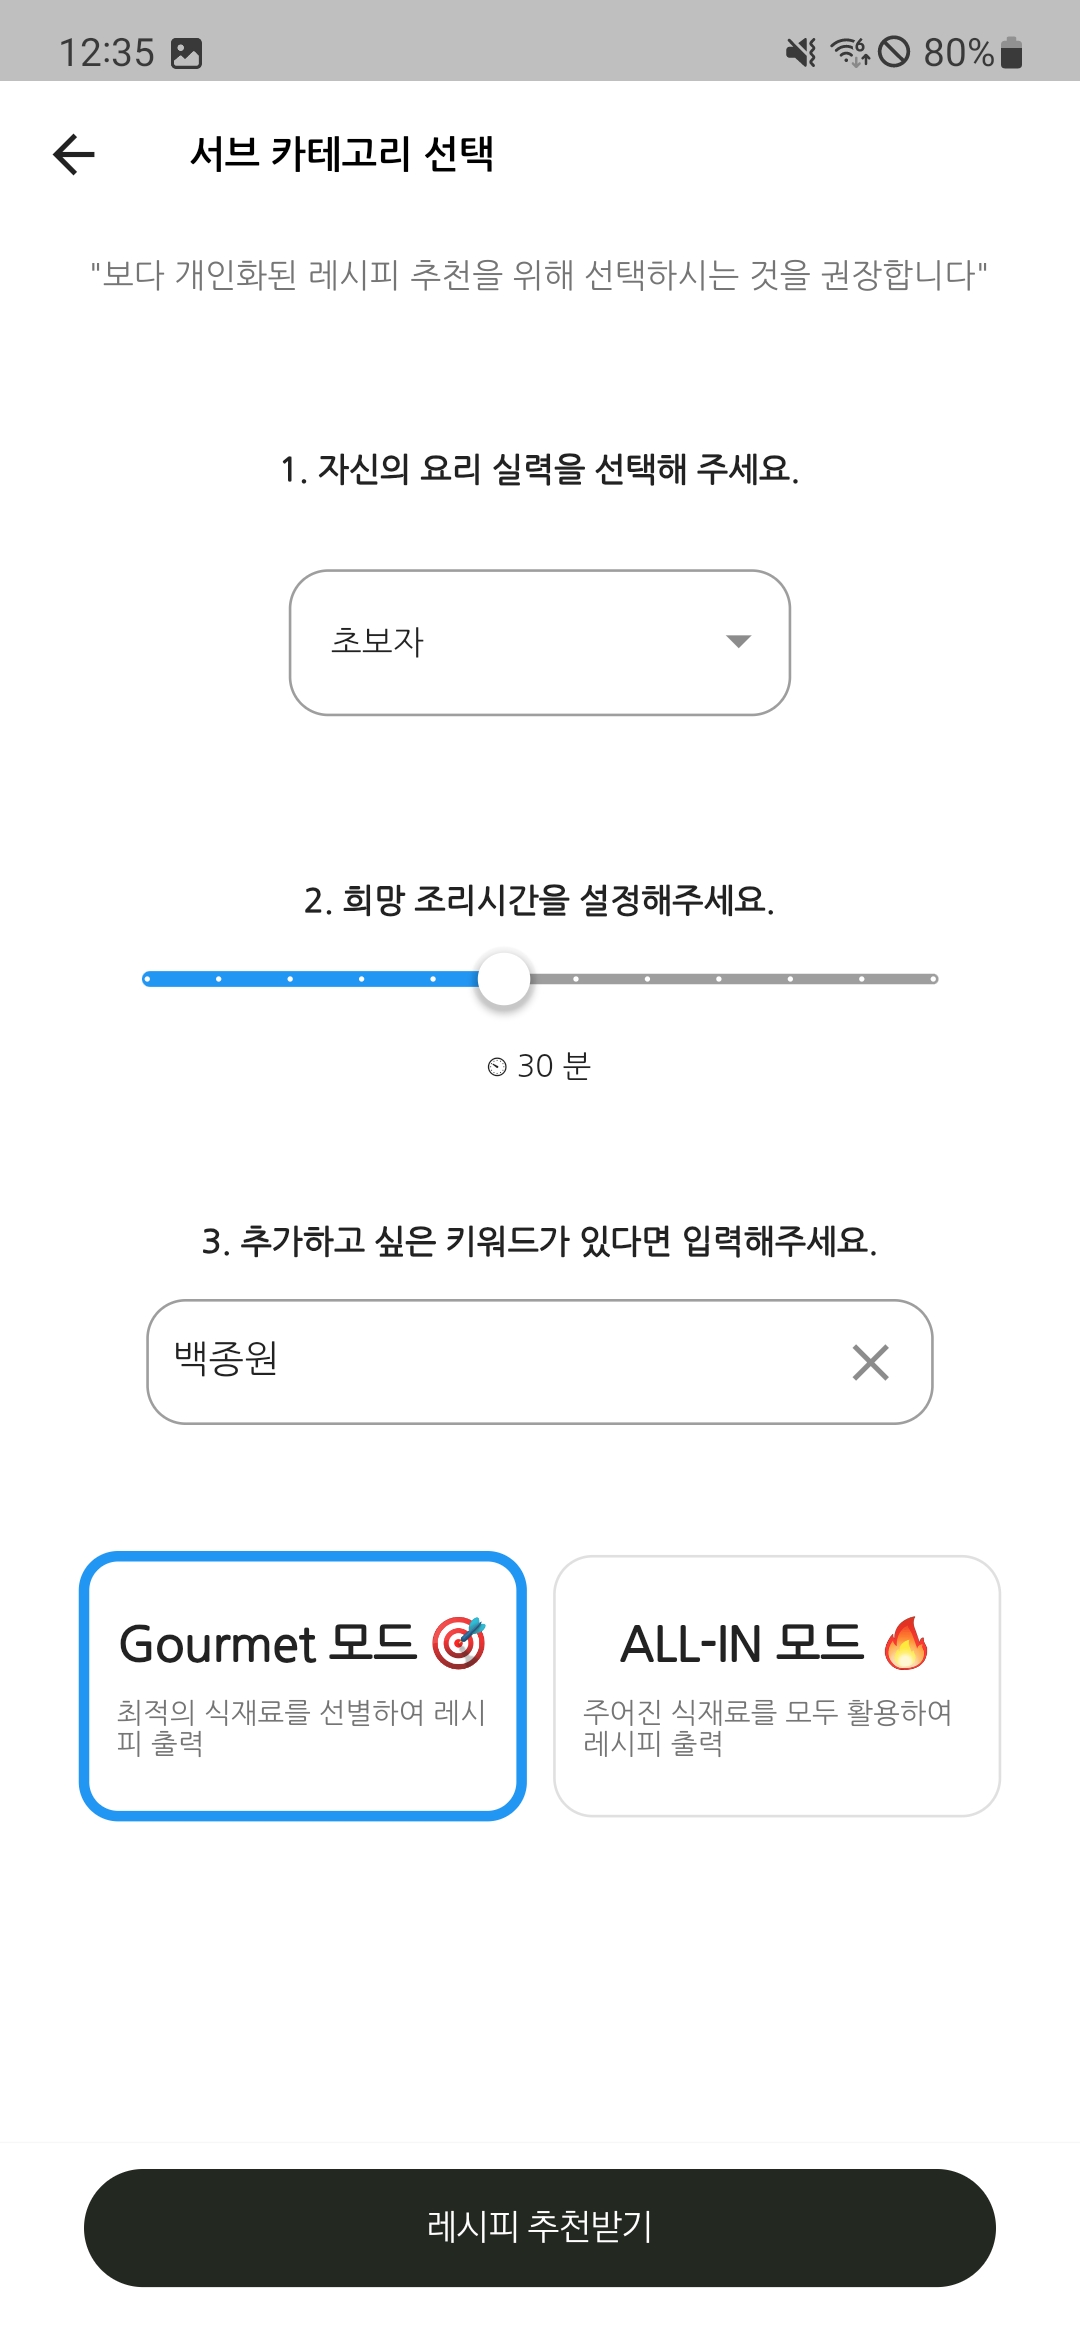 12:35
80%
서브 카테고리 선택
"보다 개인화된 레시피 추천을 위해 선택하시는 것을 권장합니다"
1. 자신의 요리 실력을 선택해 주세요.
초보자
2. 희망 조리시간을 설정해주세요.
⏲ 30 분
3. 추가하고 싶은 키워드가 있다면 입력해주세요.
백종원
Gourmet 모드 🎯
최적의 식재료를 선별하여 레시
피 출력
ALL-IN 모드 🔥
주어진 식재료를 모두 활용하여
레시피 출력
레시피 추천받기